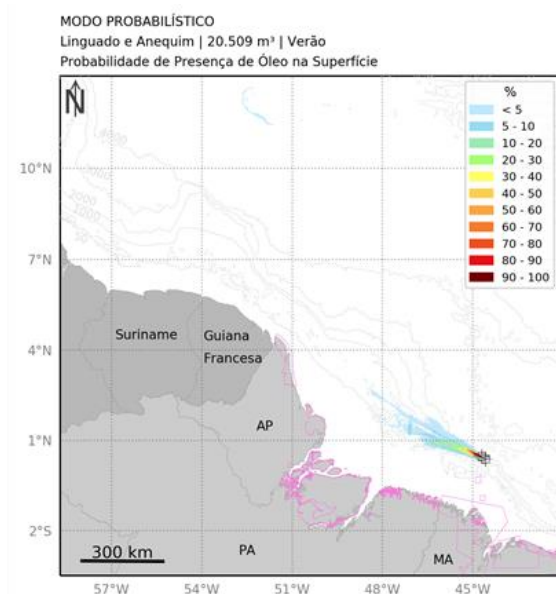 MODO PROBABILÍSTICO
Linguado e Anequim | 20.509 m³ | Verão
Probabilidade de Presença de Óleo na Superfície
N
%
< 5
5 - 10
10 - 20
20 - 30
30 - 40
40 - 50
50 - 60
60 - 70
70 - 80
80 - 90
90 - 100
10°N
7°N
4°N
1°N
2°S
Suriname
Guiana
Francesa
AP
PA
MA
300 km
57°W
54°W
51°W
48°W
45°W